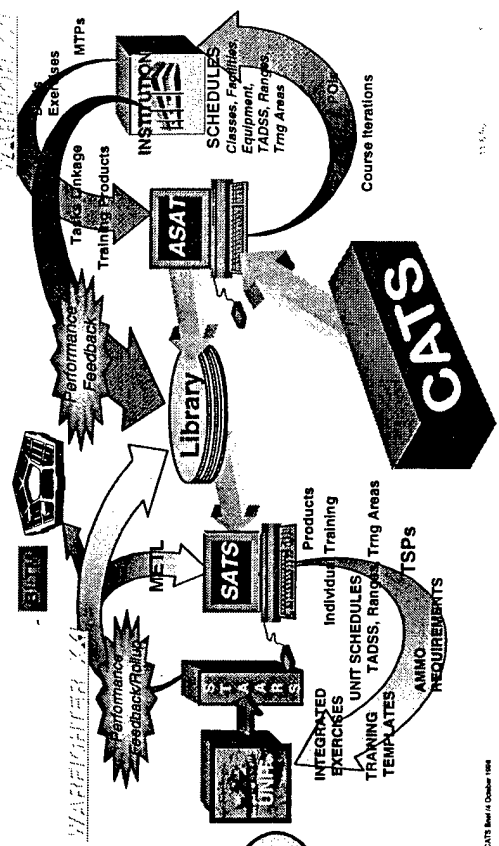 WARFIGHTER XXI
Performance
Feedback/Rollup
Performance
Feedback
METL
UNIT
S
T
A
A
R
S
SATS
Library
ASAT
INSTITUTION
Exercises
MTPs
Tasks Linkage
Training Products
SCHEDULES
Classes, Facilities,
Equipment,
TADSS, Ranges,
Trng Areas
POIs
Course Iterations
Products
Individual Training
UNIT SCHEDULES
TADSS, Ranges, Trng Areas
TSPs
INTEGRATED
EXERCISES
TRAINING
TEMPLATES
AMMO
REQUIREMENTS
CATS
CATS Brief /4 October 1994